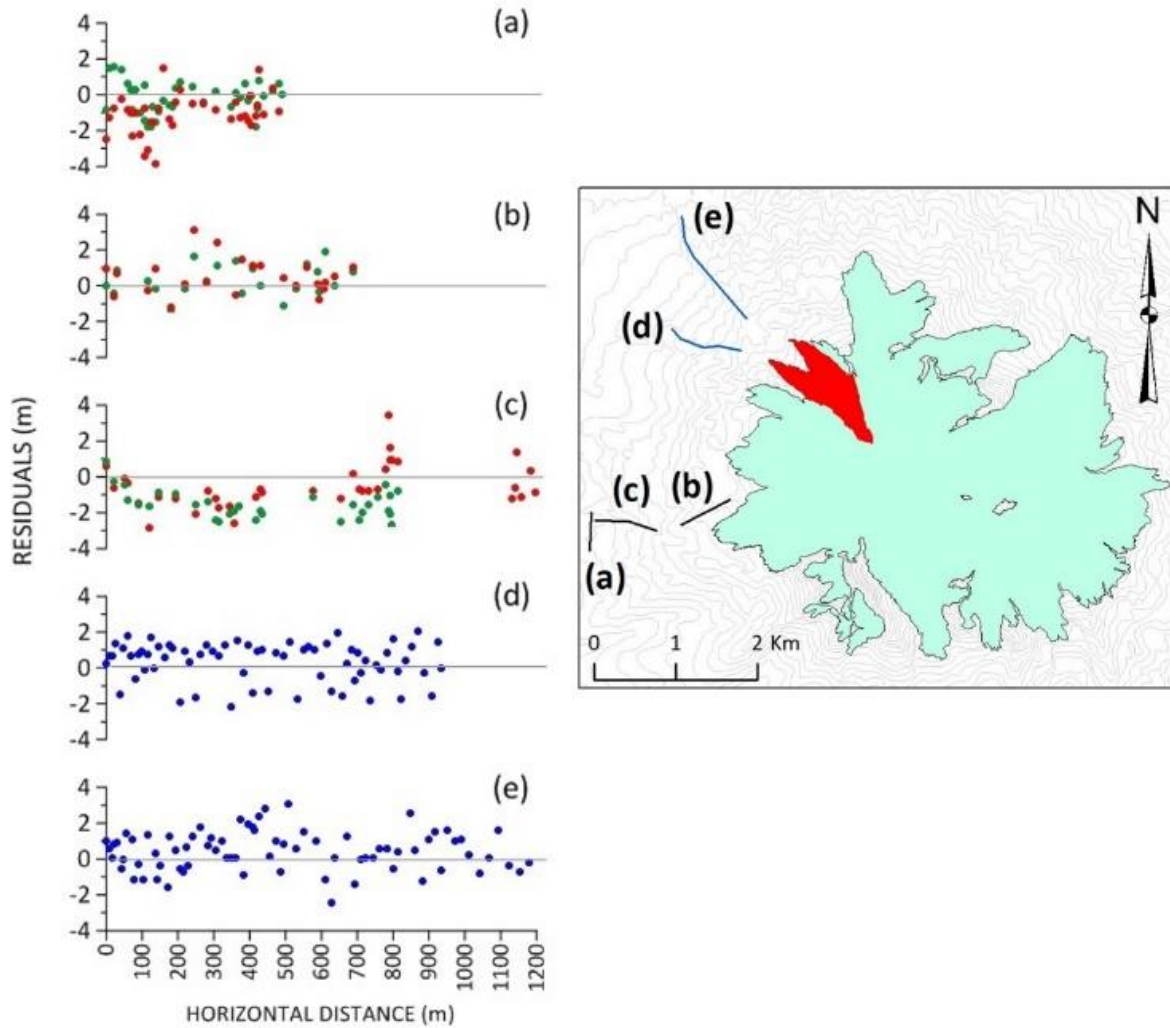 (a)
4
2
0
-2
-4
(b)
4
2
0
-2
-4
(c)
4
2
0
-2
-4
(d)
4
2
0
-2
-4
(e)
4
2
0
-2
-4
RESIDUALS (m)
0
100
200
300
400
500
600
700
800
900
1000
1100
1200
HORIZONTAL DISTANCE (m)
(e)
N
(d)
(c)
(b)
(a)
0 1 2 Km